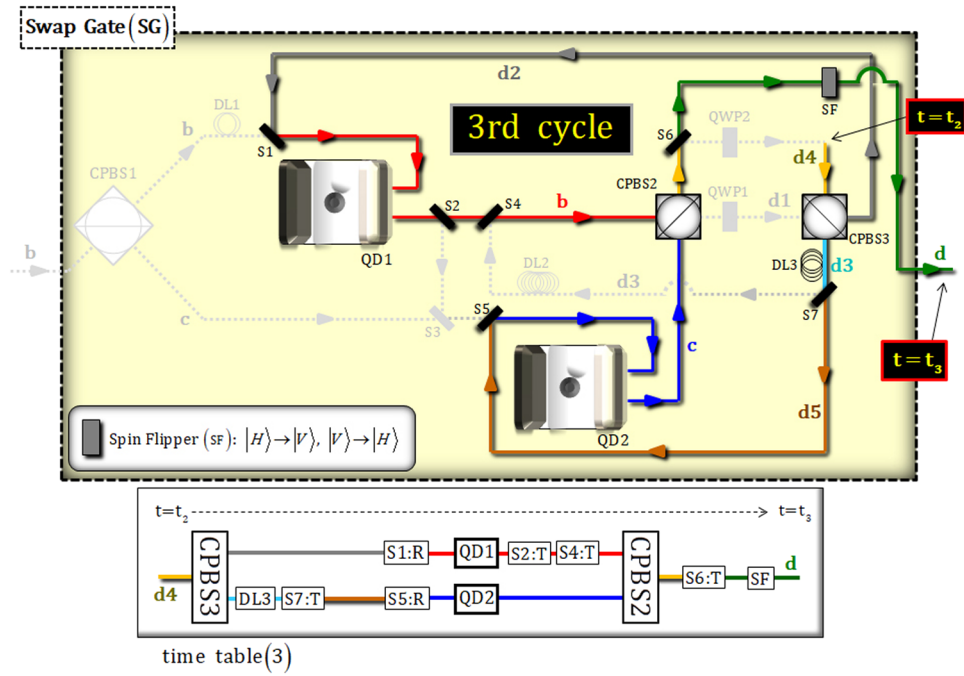 Swap Gate(SG)
d2
DL1
b
S1
3rd cycle
CPBS1
b
c
QD1
S2
S4
b
S3
DL2
d3
S5
QD2
c
CPBS2
S6
QWP2
QWP1
d1
d4
SF
t=t₂
CPBS3
DL3
d3
S7
d5
d
t=t₃
Spin Flipper (SF): |H⟩→|V⟩, |V⟩→|H⟩
t=t₂
t=t₃
d4
CPBS3
S1:R
QD1
S2:T
S4:T
DL3
S7:T
S5:R
QD2
CPBS2
S6:T
SF
d
time table(3)